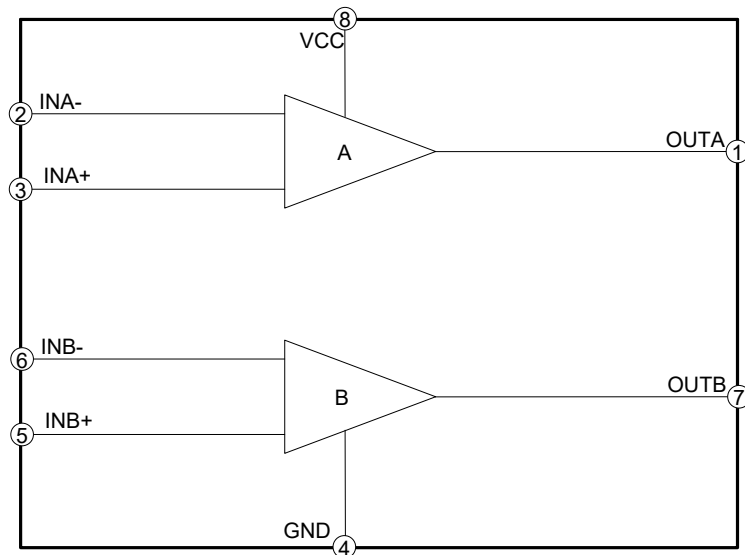 8
VCC
2 INA-
A
OUTA 1
3 INA+
6 INB-
B
OUTB 7
5 INB+
GND 4